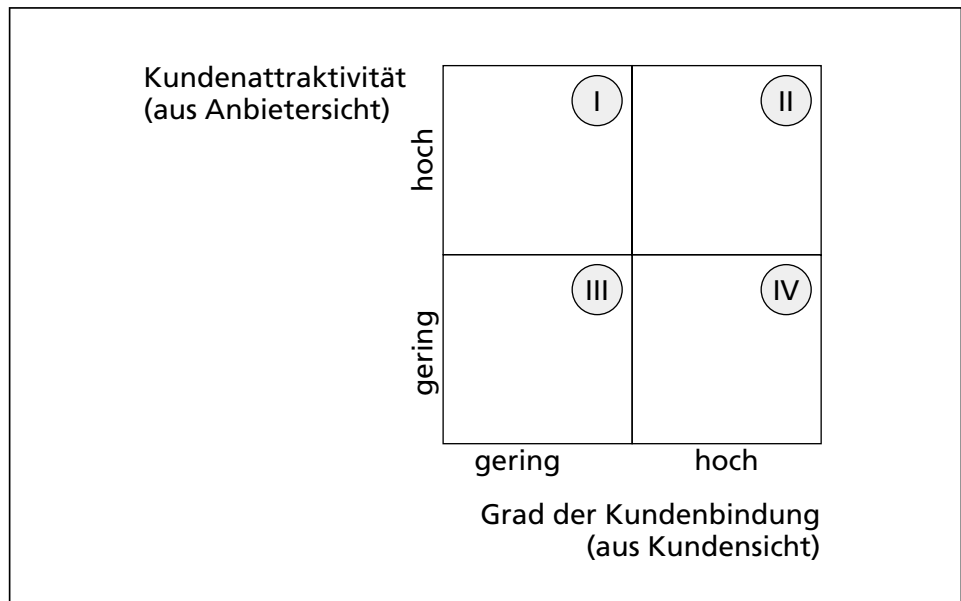 Kundenattraktivität
(aus Anbietersicht)
hoch
I
II
gering
III
IV
gering
hoch
Grad der Kundenbindung
(aus Kundensicht)